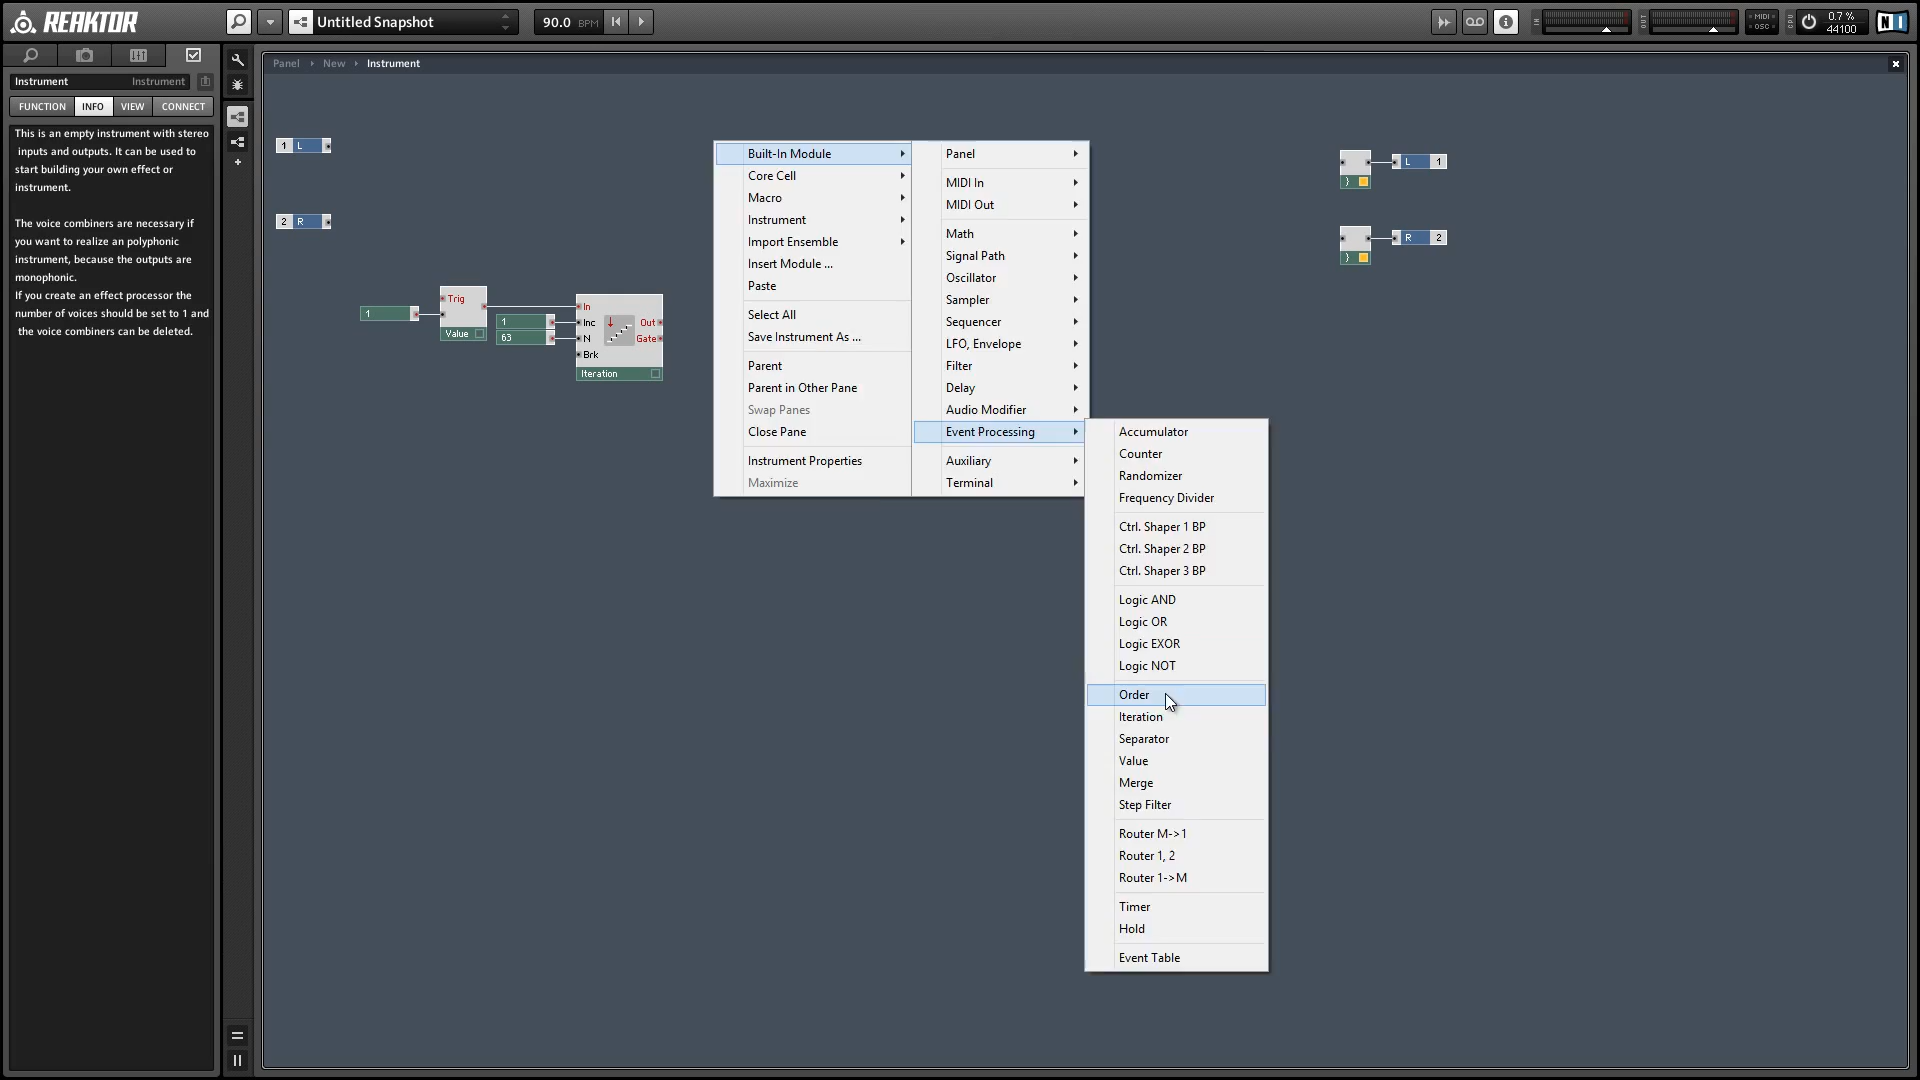 REAKTOR
Untitled Snapshot
90.0 BPM
0.7 %
44100
MIDI
OSC
NI
Panel
New
Instrument
Instrument
Instrument
FUNCTION
INFO
VIEW
CONNECT
This is an empty instrument with stereo
inputs and outputs. It can be used to
start building your own effect or
instrument.
The voice combiners are necessary if
you want to realize an polyphonic
instrument, because the outputs are
monophonic.
If you create an effect processor the
number of voices should be set to 1 and
the voice combiners can be deleted.
1 L
2 R
1
Trig
Value
1
63
In
Inc
N
Brk
Out
Gate
Iteration
L 1
R 2
Built-In Module
Core Cell
Macro
Instrument
Import Ensemble
Insert Module ...
Paste
Select All
Save Instrument As ...
Parent
Parent in Other Pane
Swap Panes
Close Pane
Instrument Properties
Maximize
Panel
MIDI In
MIDI Out
Math
Signal Path
Oscillator
Sampler
Sequencer
LFO, Envelope
Filter
Delay
Audio Modifier
Event Processing
Auxiliary
Terminal
Accumulator
Counter
Randomizer
Frequency Divider
Ctrl. Shaper 1 BP
Ctrl. Shaper 2 BP
Ctrl. Shaper 3 BP
Logic AND
Logic OR
Logic EXOR
Logic NOT
Order
Iteration
Separator
Value
Merge
Step Filter
Router M->1
Router 1, 2
Router 1->M
Timer
Hold
Event Table